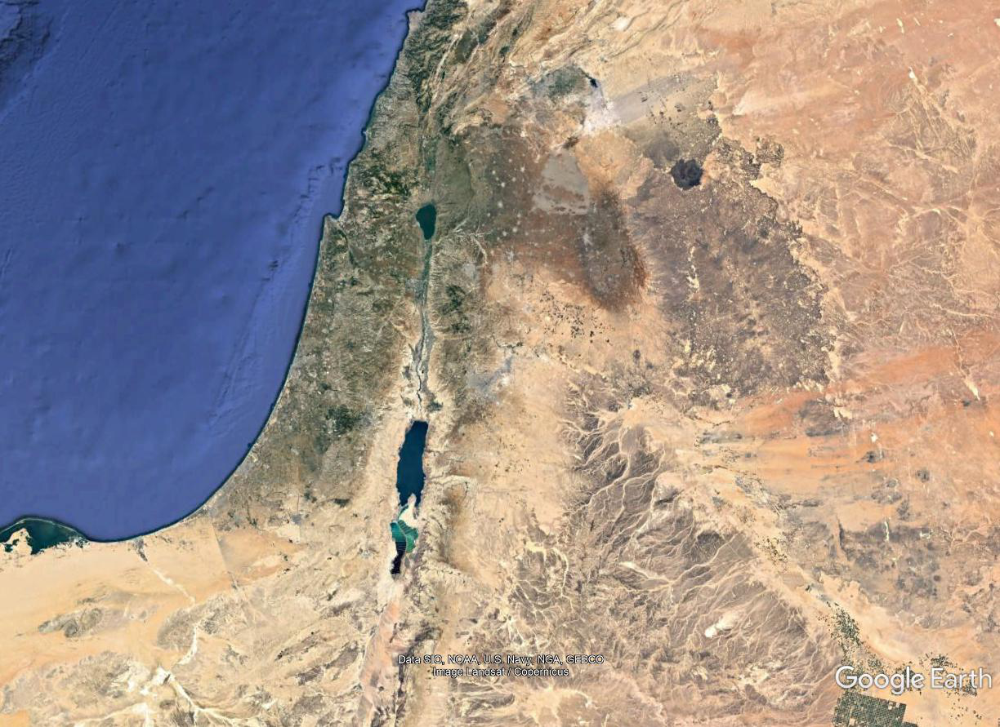 Data SIO, NOAA, U.S. Navy, NGA, GEBCO
Image Landsat / Copernicus
Google Earth